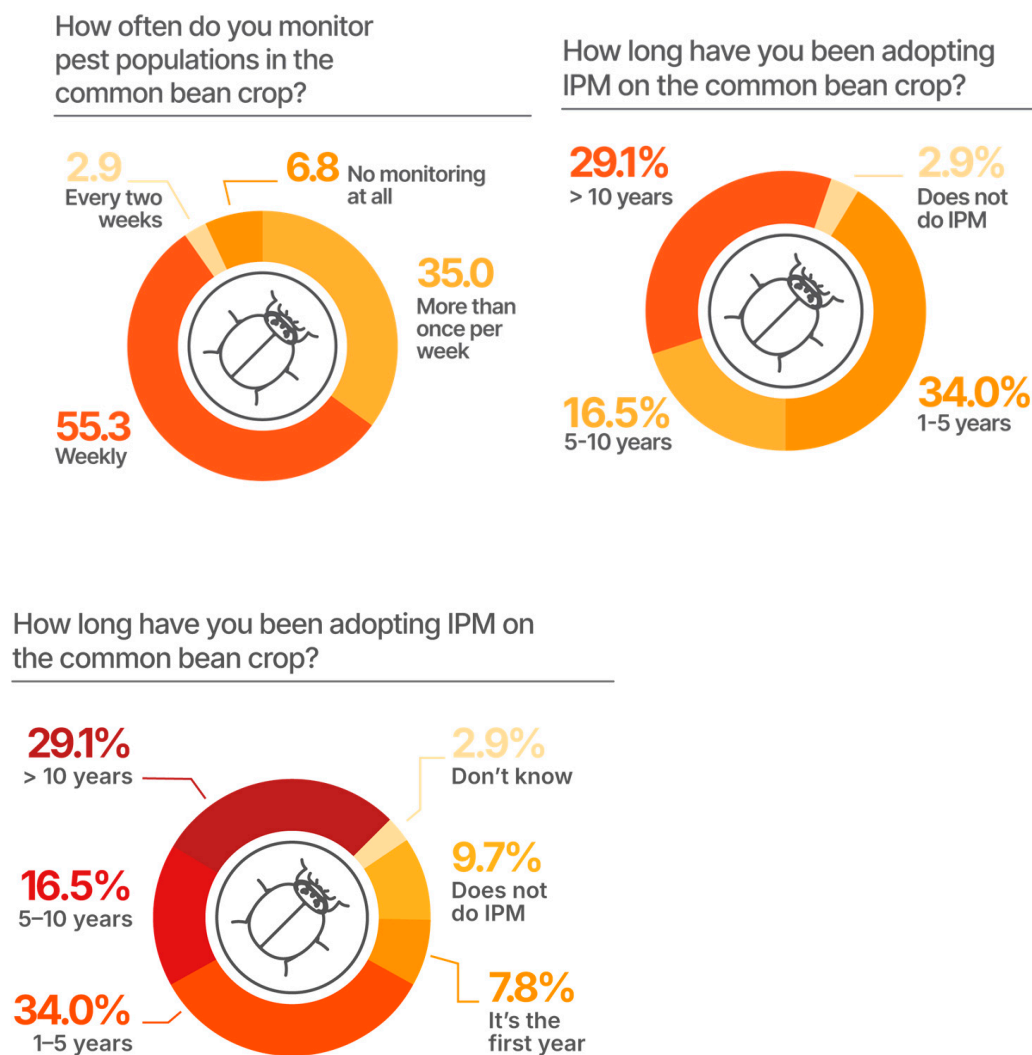 How often do you monitor
pest populations in the
common bean crop?
2.9
Every two
weeks
6.8 No monitoring
at all
35.0
More than
once per
week
55.3
Weekly
How long have you been adopting
IPM on the common bean crop?
29.1%
> 10 years
2.9%
Does not
do IPM
16.5%
5-10 years
34.0%
1-5 years
How long have you been adopting IPM on
the common bean crop?
29.1%
> 10 years
2.9%
Don't know
16.5%
5–10 years
9.7%
Does not
do IPM
34.0%
1–5 years
7.8%
It's the
first year